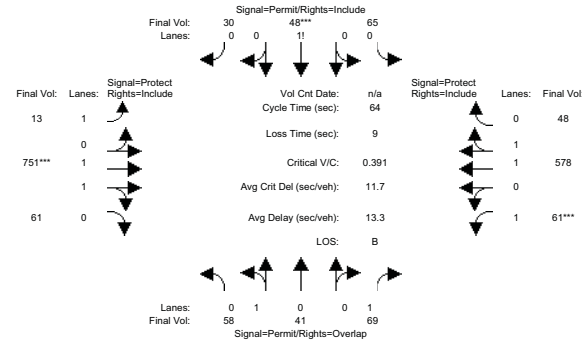 Signal=Permit/Rights=Include
Final Vol: 30 48*** 65
Lanes: 0 0 1! 0 0
Signal=Protect Signal=Protect
Final Vol: Lanes: Rights=Include Vol Cnt Date: n/a Rights=Include Lanes: Final Vol
Cycle Time (sec): 64
13 1 0 48
Loss Time (sec): 9
0 1
751*** 1 Critical V/C: 0.391 1 578
1 Avg Crit Del (sec/veh): 11.7 0
61 0 Avg Delay (sec/veh): 13.3 1 61***
LOS: B
Lanes: 0 1 0 0 1
Final Vol: 58 41 69
Signal=Permit/Rights=Overlap